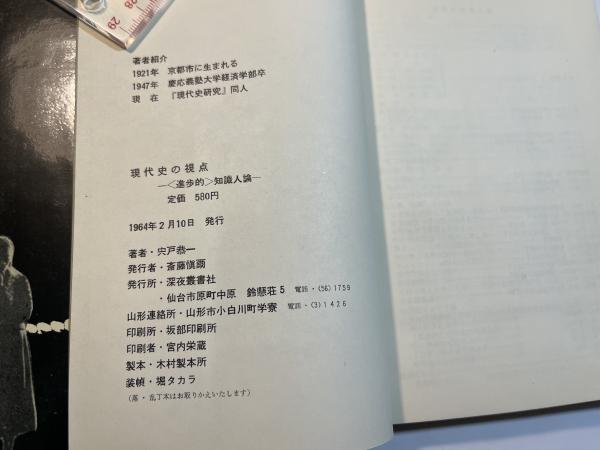 著者紹介
1921年 京都市に生まれる
1947年 慶応義塾大学経済学部卒
現 在 『現代史研究』同人
現代史の視点
―<進歩的>知識人論―
定価 580円
1964年2月10日 発行
著者・宍戸恭一
発行者・斎藤愼爾
発行所・深夜叢書社
・仙台市原町中原 鈴懸荘5 電話・(56)1759
山形連絡所・山形市小白川町学寮 電話・(3)1426
印刷所・坂部印刷所
印刷者・宮内栄蔵
製本・木村製本所
装幀・堀タカラ
(落・乱丁本はお取りかえいたします)
28
29